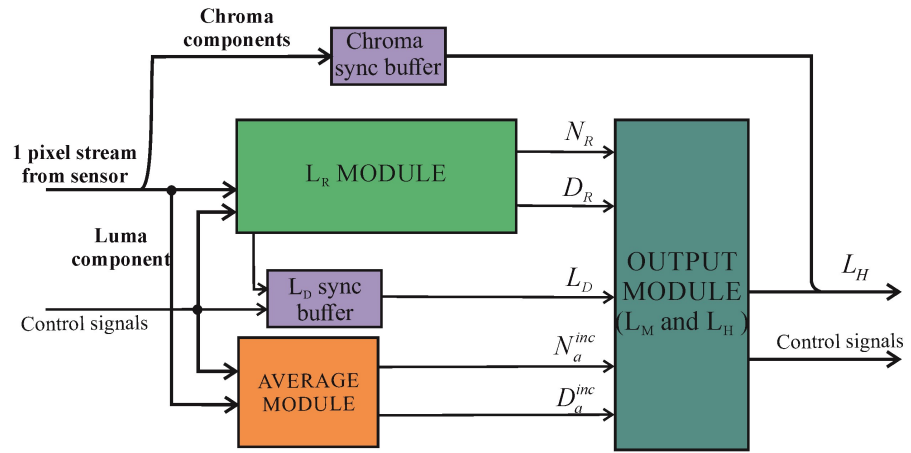 Chroma
components
Chroma
sync buffer
1 pixel stream
from sensor
L_R MODULE
N_R
D_R
Luma
component
L_D sync
buffer
L_D
OUTPUT
MODULE
(L_M and L_H )
L_H
Control signals
Control signals
AVERAGE
MODULE
N_a^inc
D_a^inc